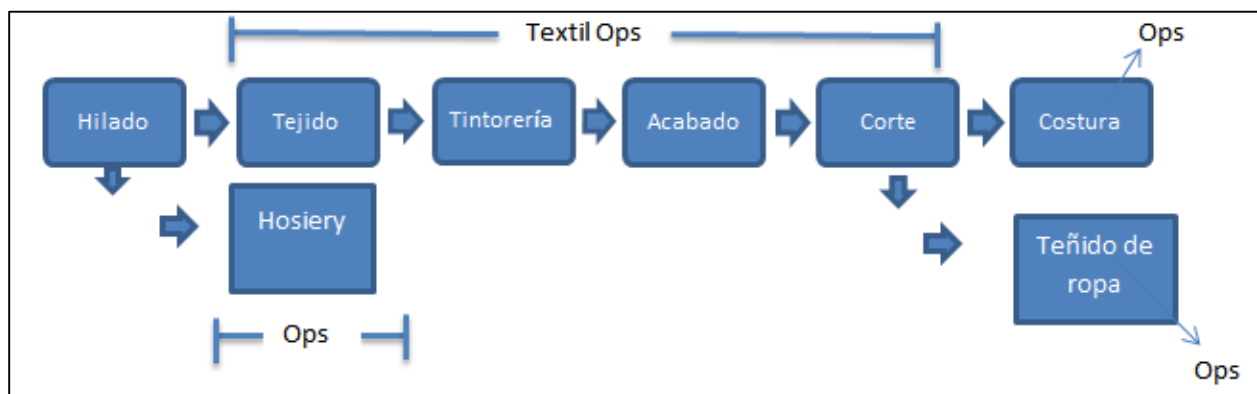 Textil Ops
Ops
Hilado
Tejido
Tintorería
Acabado
Corte
Costura
Hosiery
Teñido de
ropa
Ops
Ops